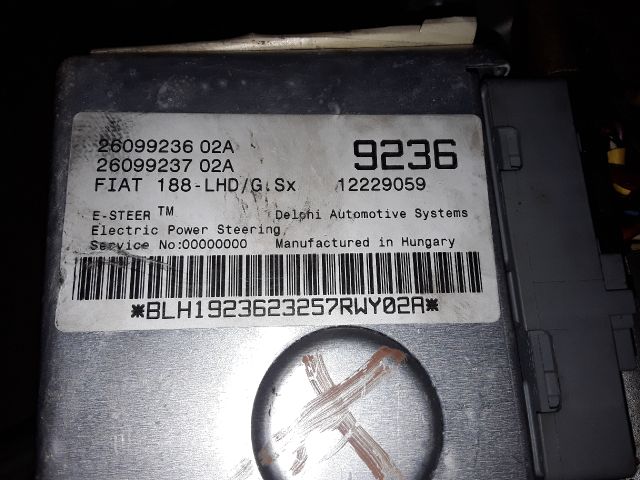 26099236 02A 9236
26099237 02A
FIAT 188-LHD/G.Sx 12229059
E-STEER TM Delphi Automotive Systems
Electric Power Steering
Service No:00000000 Manufactured in Hungary
*BLH1923623257RWY02A*